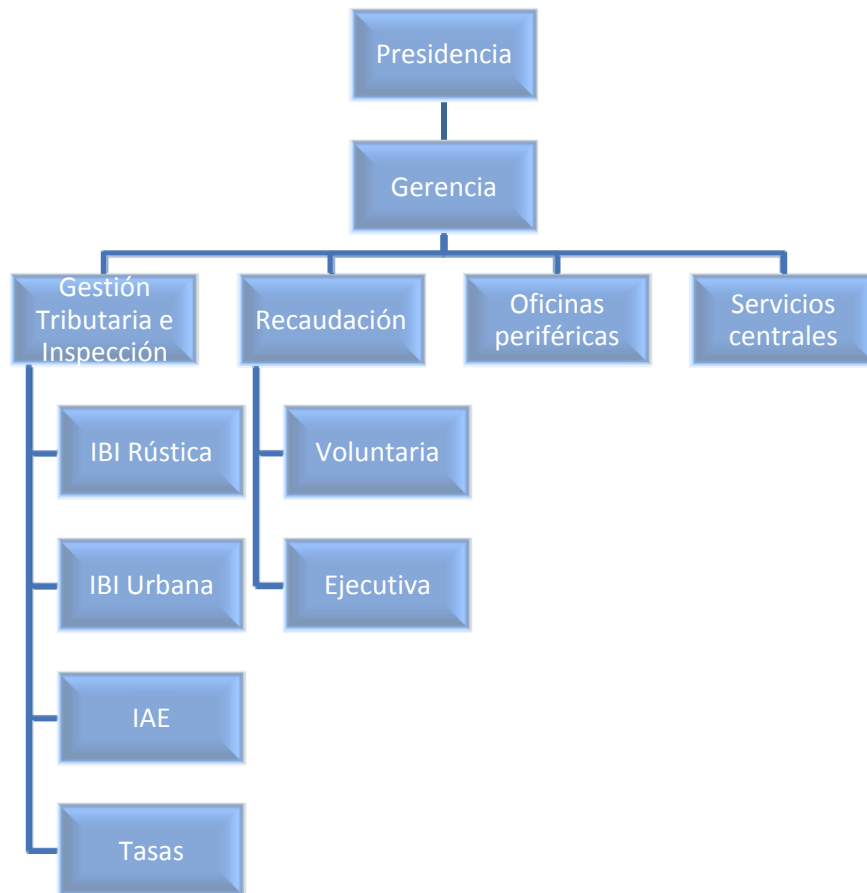 Presidencia
Gerencia
Gestión
Tributaria e
Inspección
Recaudación
Oficinas
periféricas
Servicios
centrales
IBI Rústica
Voluntaria
IBI Urbana
Ejecutiva
IAE
Tasas